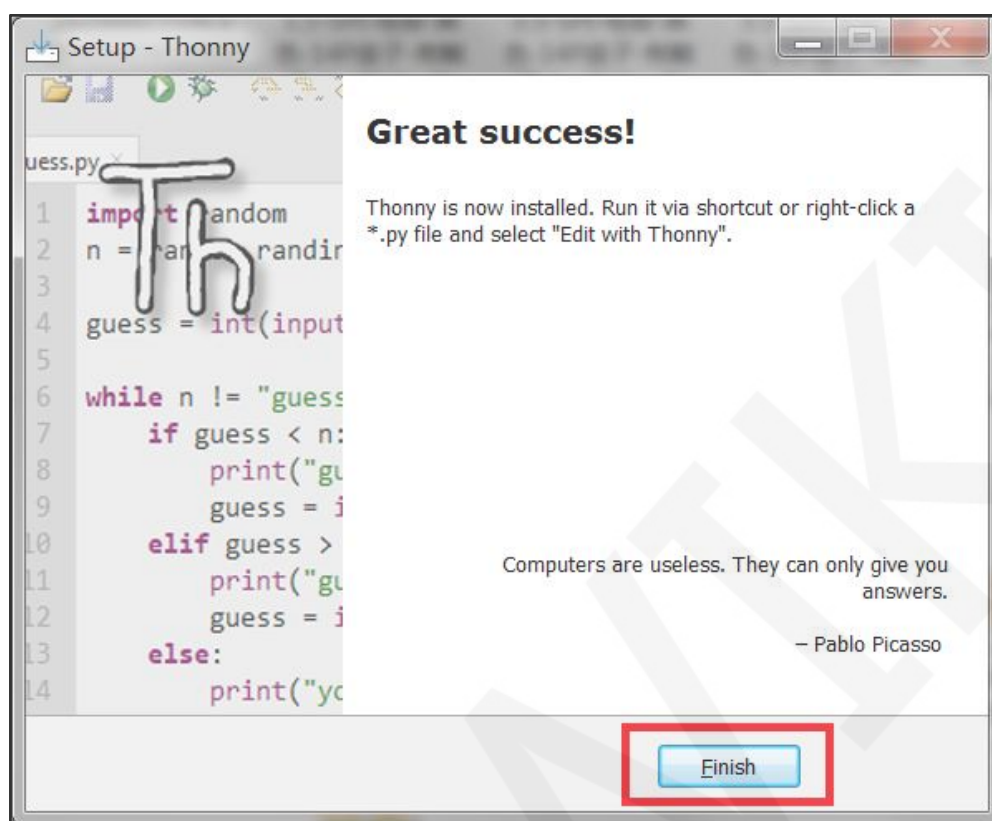 Setup - Thonny
uess.py
Great success!
Thonny is now installed. Run it via shortcut or right-click a
*.py file and select "Edit with Thonny".
Th
1 import random
2 n = randin
3
4 guess = int(input
5
6 while n != "guess
7 if guess < n:
8 print("gu
9 guess = i
10 elif guess >
11 print("gu
12 guess = i
13 else:
14 print("yo
Computers are useless. They can only give you
answers.
– Pablo Picasso
Finish